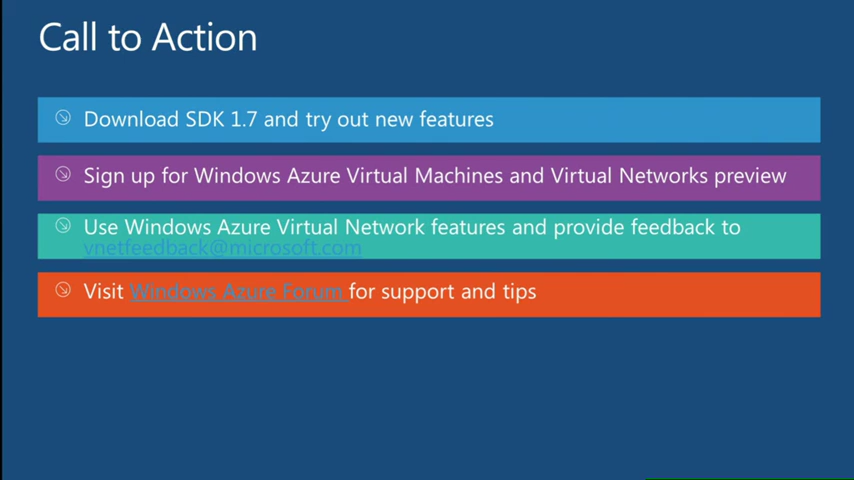 Call to Action
Download SDK 1.7 and try out new features
Sign up for Windows Azure Virtual Machines and Virtual Networks preview
Use Windows Azure Virtual Network features and provide feedback to
vnetfeedback@microsoft.com
Visit Windows Azure Forum for support and tips